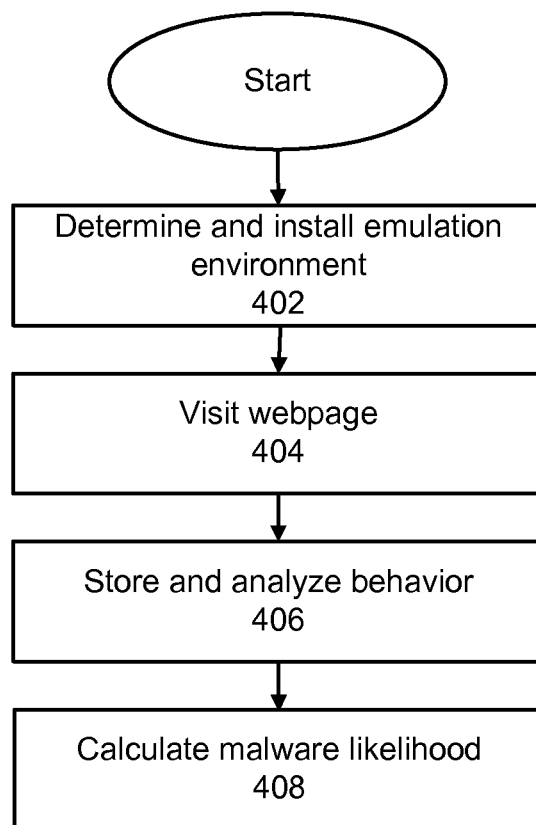 Start
Determine and install emulation
environment
402
Visit webpage
404
Store and analyze behavior
406
Calculate malware likelihood
408